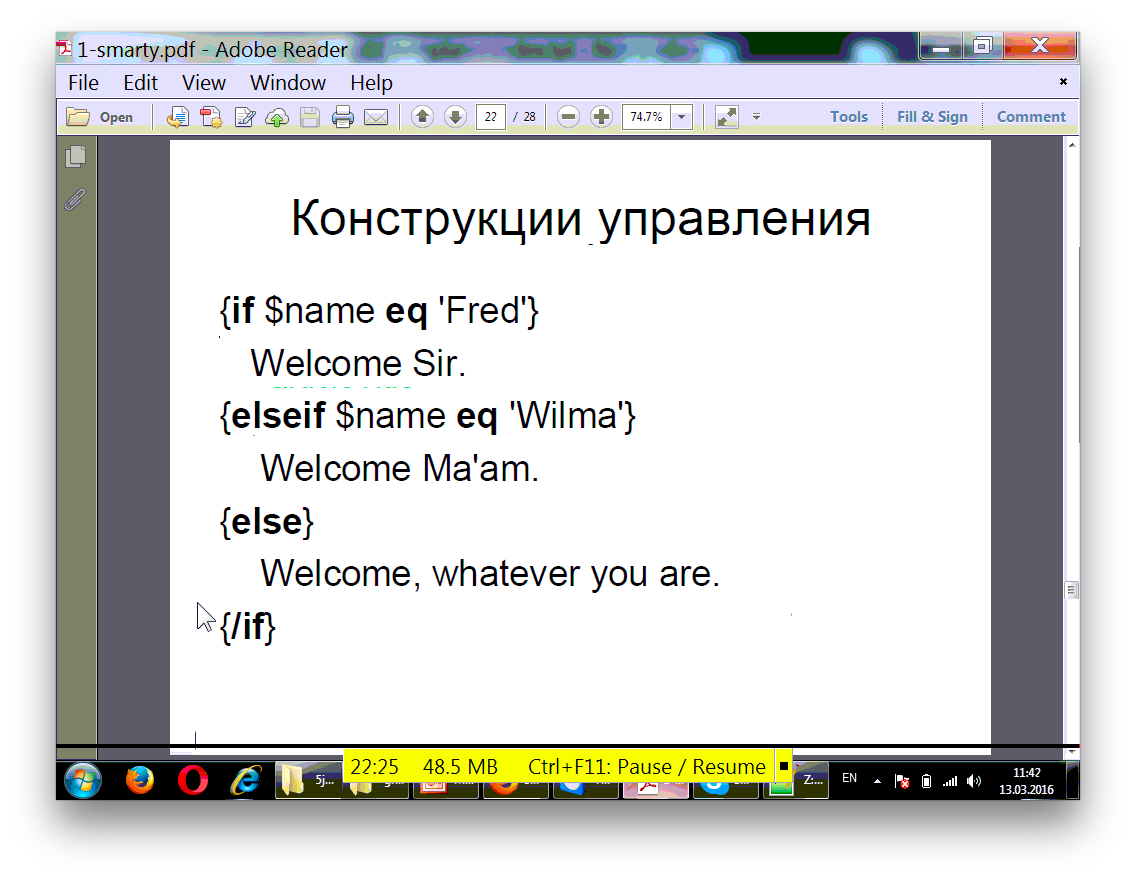 1-smarty.pdf - Adobe Reader
File Edit View Window Help
Open 22 / 28 74.7% Tools Fill & Sign Comment
Конструкции управления
{if $name eq 'Fred'}
Welcome Sir.
{elseif $name eq 'Wilma'}
Welcome Ma'am.
{else}
Welcome, whatever you are.
{/if}
22:25 48.5 MB Ctrl+F11: Pause / Resume
5j... Z:... EN 11:42
13.03.2016